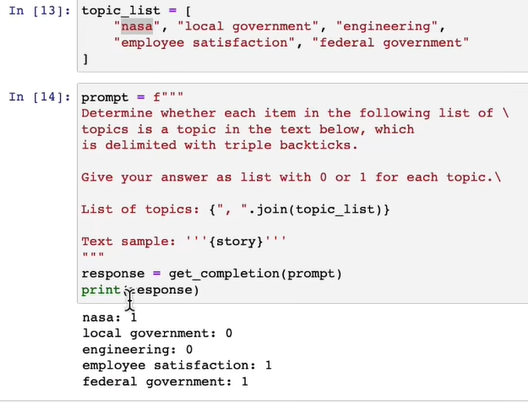 In [13]: topic_list = [
"nasa", "local government", "engineering",
"employee satisfaction", "federal government"
]
In [14]: prompt = f"""
Determine whether each item in the following list of \
topics is a topic in the text below, which
is delimited with triple backticks.
Give your answer as list with 0 or 1 for each topic.\
List of topics: {", ".join(topic_list)}
Text sample: '''{story}'''
"""
response = get_completion(prompt)
print(response)
nasa: 1
local government: 0
engineering: 0
employee satisfaction: 1
federal government: 1